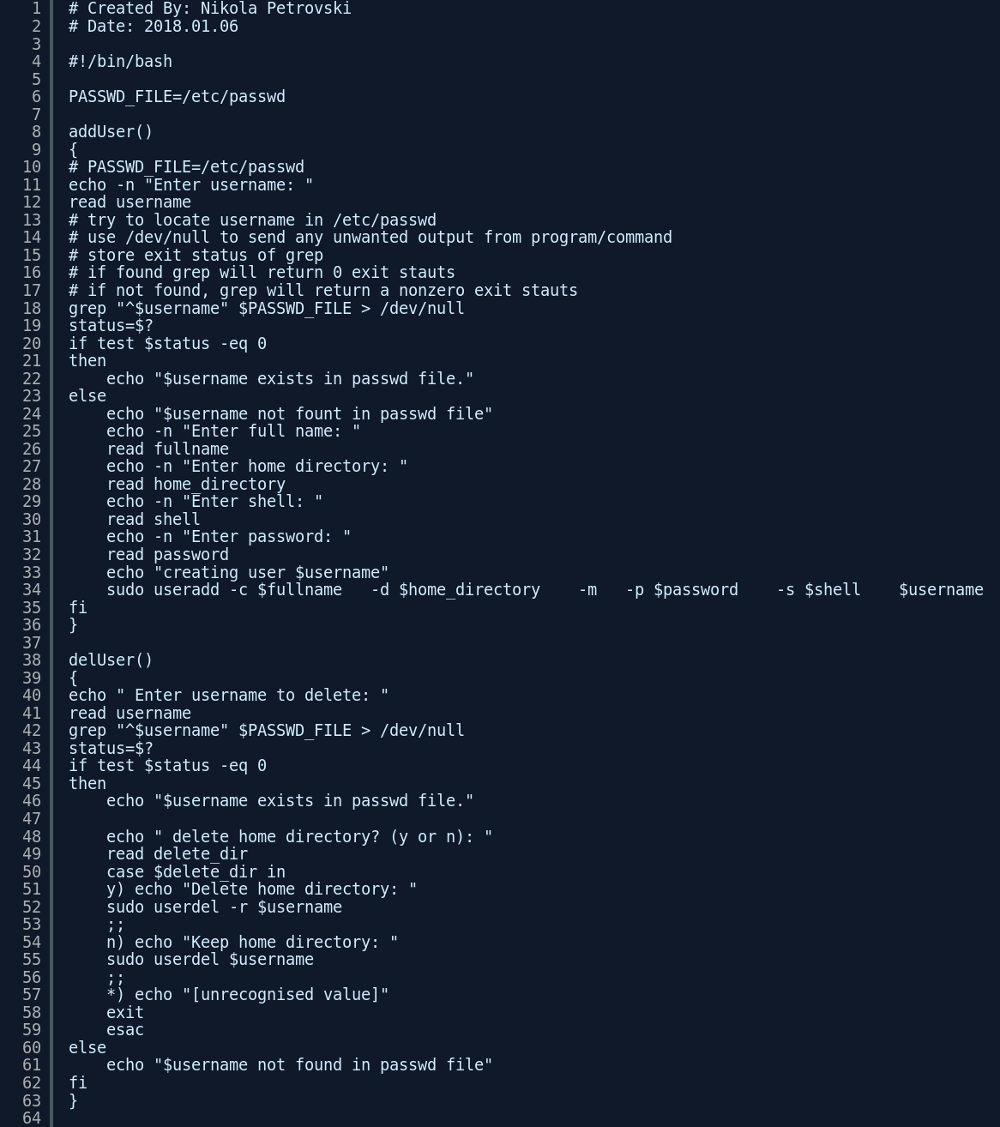 1 # Created By: Nikola Petrovski
2 # Date: 2018.01.06
3
4 #!/bin/bash
5
6 PASSWD_FILE=/etc/passwd
7
8 addUser()
9 {
10 # PASSWD_FILE=/etc/passwd
11 echo -n "Enter username: "
12 read username
13 # try to locate username in /etc/passwd
14 # use /dev/null to send any unwanted output from program/command
15 # store exit status of grep
16 # if found grep will return 0 exit stauts
17 # if not found, grep will return a nonzero exit stauts
18 grep "^$username" $PASSWD_FILE > /dev/null
19 status=$?
20 if test $status -eq 0
21 then
22     echo "$username exists in passwd file."
23 else
24     echo "$username not fount in passwd file"
25     echo -n "Enter full name: "
26     read fullname
27     echo -n "Enter home directory: "
28     read home_directory
29     echo -n "Enter shell: "
30     read shell
31     echo -n "Enter password: "
32     read password
33     echo "creating user $username"
34     sudo useradd -c $fullname   -d $home_directory    -m   -p $password    -s $shell    $username
35 fi
36 }
37
38 delUser()
39 {
40 echo " Enter username to delete: "
41 read username
42 grep "^$username" $PASSWD_FILE > /dev/null
43 status=$?
44 if test $status -eq 0
45 then
46     echo "$username exists in passwd file."
47
48     echo " delete home directory? (y or n): "
49     read delete_dir
50     case $delete_dir in
51     y) echo "Delete home directory: "
52     sudo userdel -r $username
53     ;;
54     n) echo "Keep home directory: "
55     sudo userdel $username
56     ;;
57     *) echo "[unrecognised value]"
58     exit
59     esac
60 else
61     echo "$username not found in passwd file"
62 fi
63 }
64